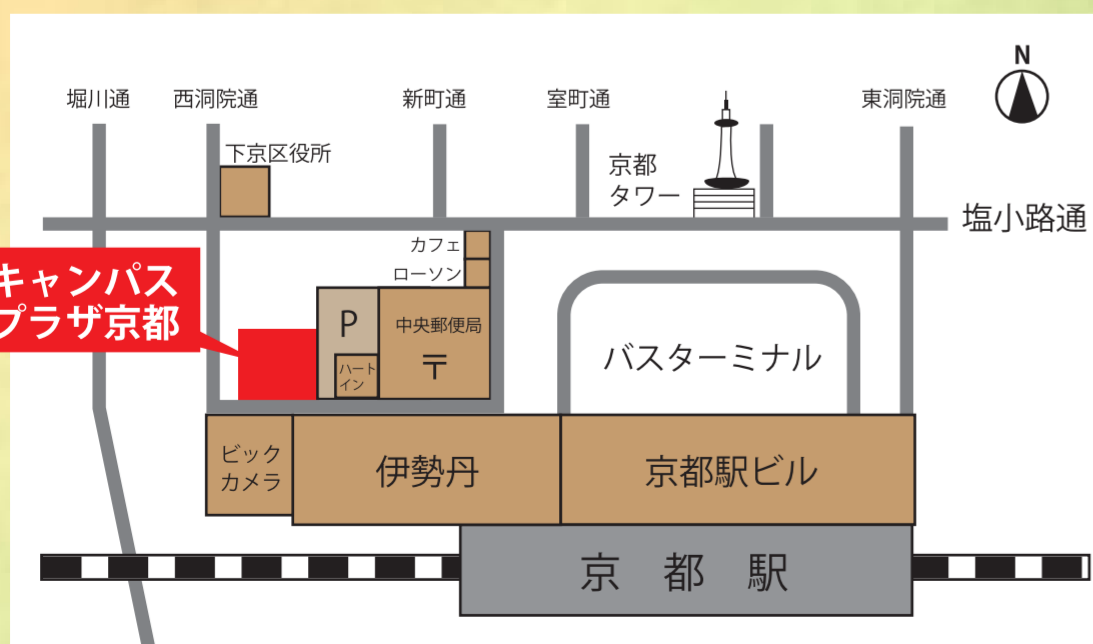 N
堀川通
西洞院通
新町通
室町通
東洞院通
下京区役所
京都
タワー
塩小路通
カフェ
ローソン
キャンパス
プラザ京都
P
中央郵便局
〒
ハート
イン
バスターミナル
ビック
カメラ
伊勢丹
京都駅ビル
京都駅